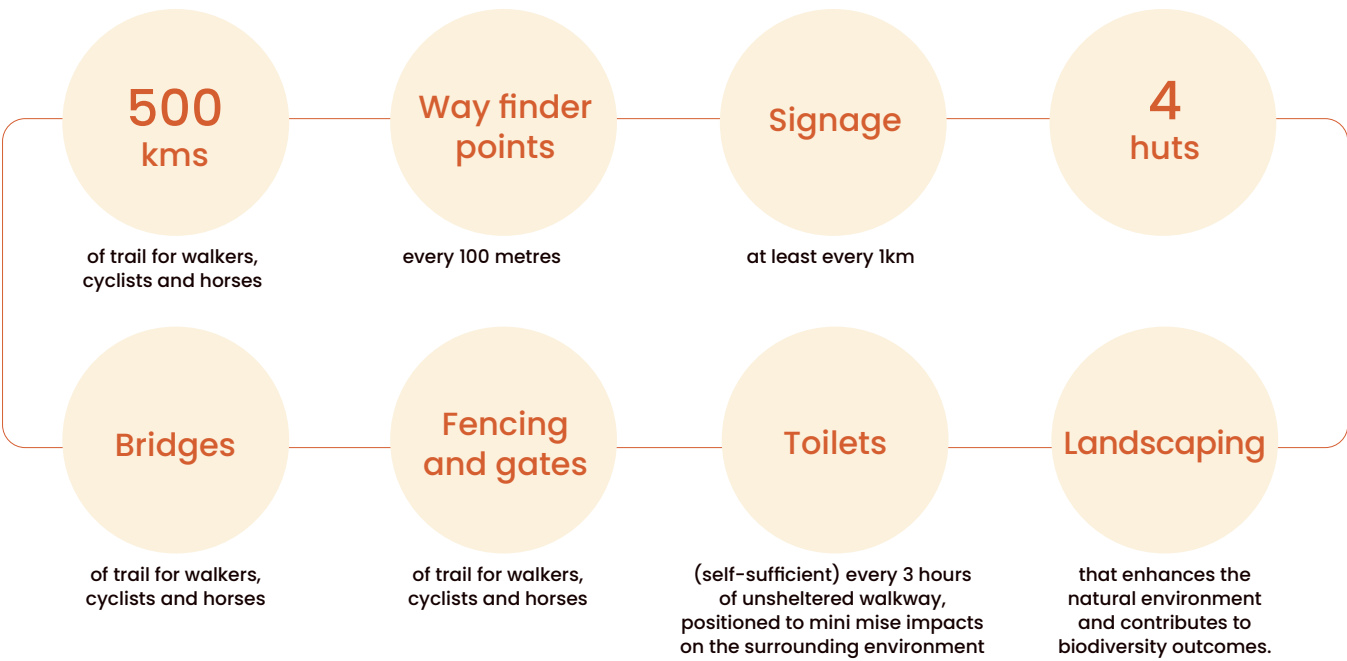 500
kms
of trail for walkers,
cyclists and horses
Way finder
points
every 100 metres
Signage
at least every 1km
4
huts
Bridges
of trail for walkers,
cyclists and horses
Fencing
and gates
of trail for walkers,
cyclists and horses
Toilets
(self-sufficient) every 3 hours
of unsheltered walkway,
positioned to mini mise impacts
on the surrounding environment
Landscaping
that enhances the
natural environment
and contributes to
biodiversity outcomes.